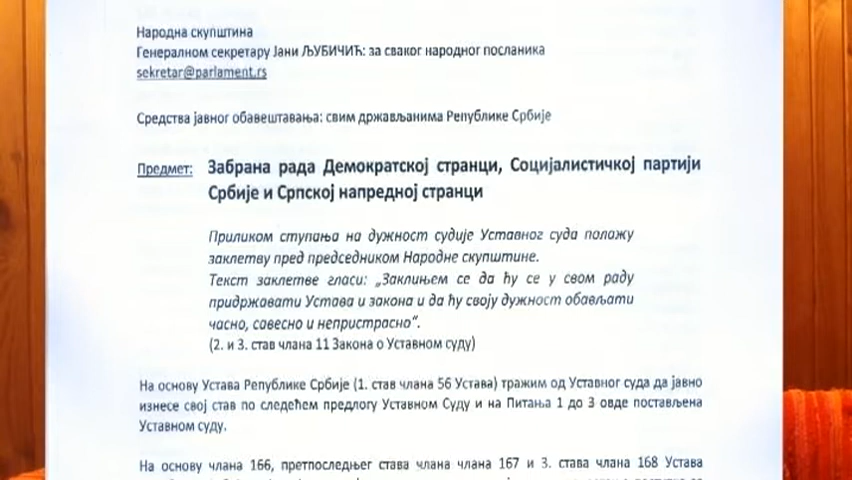 Народна скупштина
Генералном секретару Јани ЉУБИЧИЋ: за сваког народног посланика
sekretar@parlament.rs
Средства јавног обавештавања: свим држављанима Републике Србије
Предмет: Забрана рада Демократској странци, Социјалистичкој партији
Србије и Српској напредној странци
Приликом ступања на дужност судије Уставног суда полажу
заклетву пред председником Народне скупштине.
Текст заклетве гласи: „Заклињем се да ћу се у свом раду
придржавати Устава и закона и да ћу своју дужност обављати
часно, савесно и непристрасно“.
(2. и 3. став члана 11 Закона о Уставном суду)
На основу Устава Републике Србије (1. став члана 56 Устава) тражим од Уставног суда да јавно
изнесе свој став по следећем предлогу Уставном Суду и на Питања 1 до 3 овде постављена
Уставном суду.
На основу члана 166, претпоследњег става члана члана 167 и 3. става члана 168 Устава